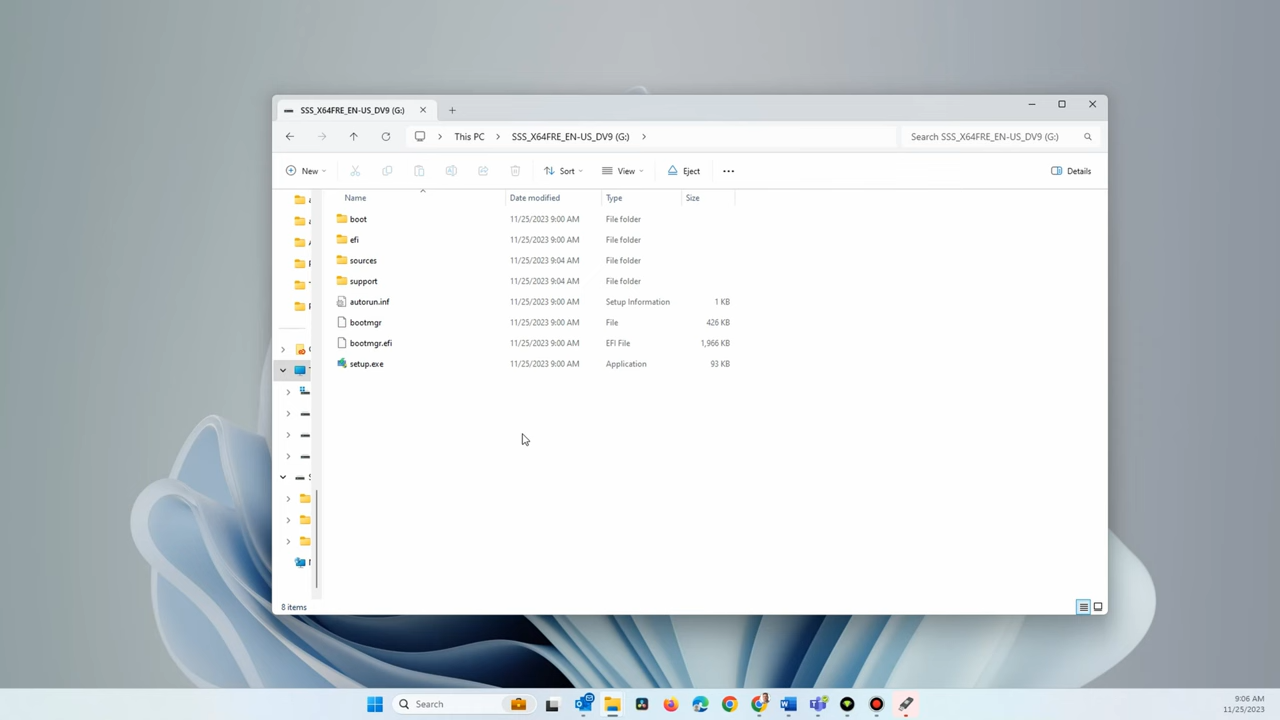 SSS_X64FRE_EN-US_DV9 (G:)
This PC > SSS_X64FRE_EN-US_DV9 (G:) >
Search SSS_X64FRE_EN-US_DV9 (G:)
New
Sort
View
Eject
Details
Name Date modified Type Size
boot 11/25/2023 9:00 AM File folder
efi 11/25/2023 9:00 AM File folder
sources 11/25/2023 9:04 AM File folder
support 11/25/2023 9:04 AM File folder
autorun.inf 11/25/2023 9:00 AM Setup Information 1 KB
bootmgr 11/25/2023 9:00 AM File 426 KB
bootmgr.efi 11/25/2023 9:00 AM EFI File 1,966 KB
setup.exe 11/25/2023 9:00 AM Application 93 KB
8 items
Search
9:06 AM
11/25/2023